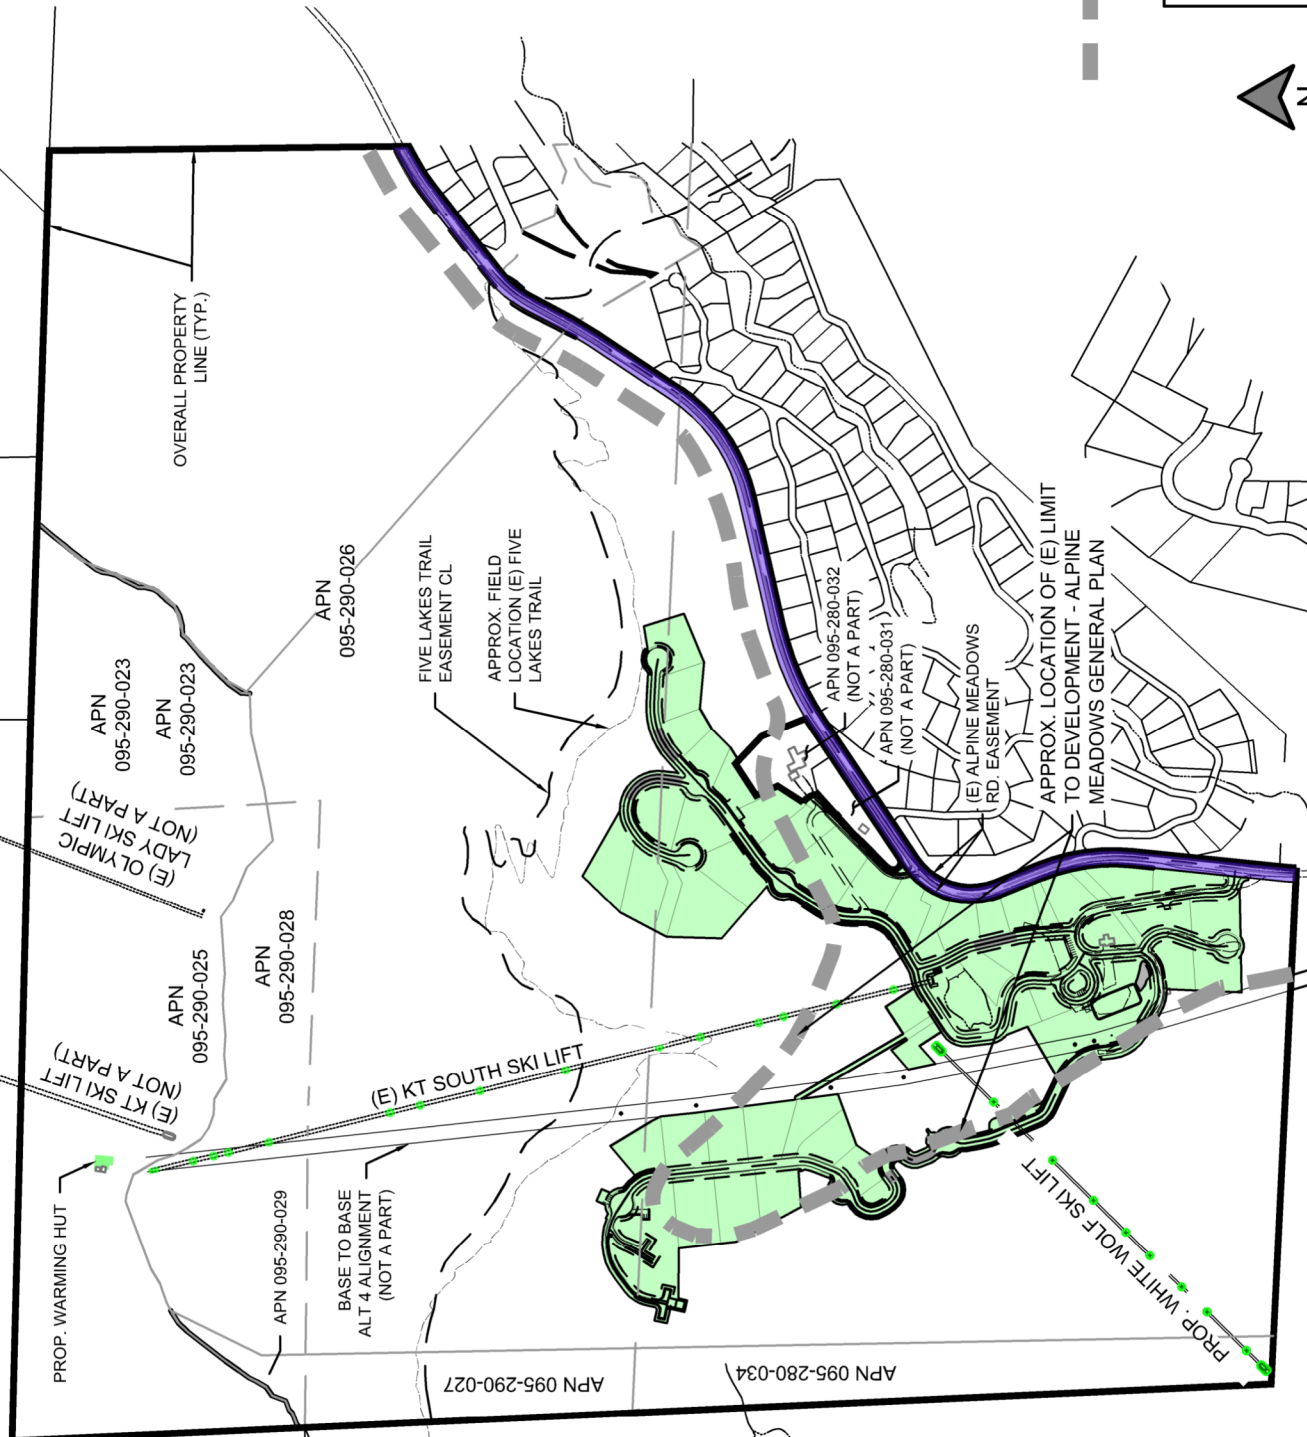 N
OVERALL PROPERTY
LINE (TYP.)
APN
095-290-026
FIVE LAKES TRAIL
EASEMENT CL
APPROX. FIELD
LOCATION (E) FIVE
LAKES TRAIL
APN
095-290-023
APN
095-290-023
(E) OLYMPIC
LADY SKI LIFT
(NOT A PART)
APN 095-280-032
(NOT A PART)
APN 095-280-031
(NOT A PART)
(E) ALPINE MEADOWS
RD. EASEMENT
APPROX. LOCATION OF (E) LIMIT
TO DEVELOPMENT - ALPINE
MEADOWS GENERAL PLAN
APN
095-290-025
APN
095-290-028
(E) KT SKI LIFT
(NOT A PART)
(E) KT SOUTH SKI LIFT
B
PROP. WARMING HUT
APN 095-290-029
BASE TO BASE
ALT 4 ALIGNMENT
(NOT A PART)
PROP. WHITE WOLF SKI LIFT
APN 095-290-027
APN 095-280-034